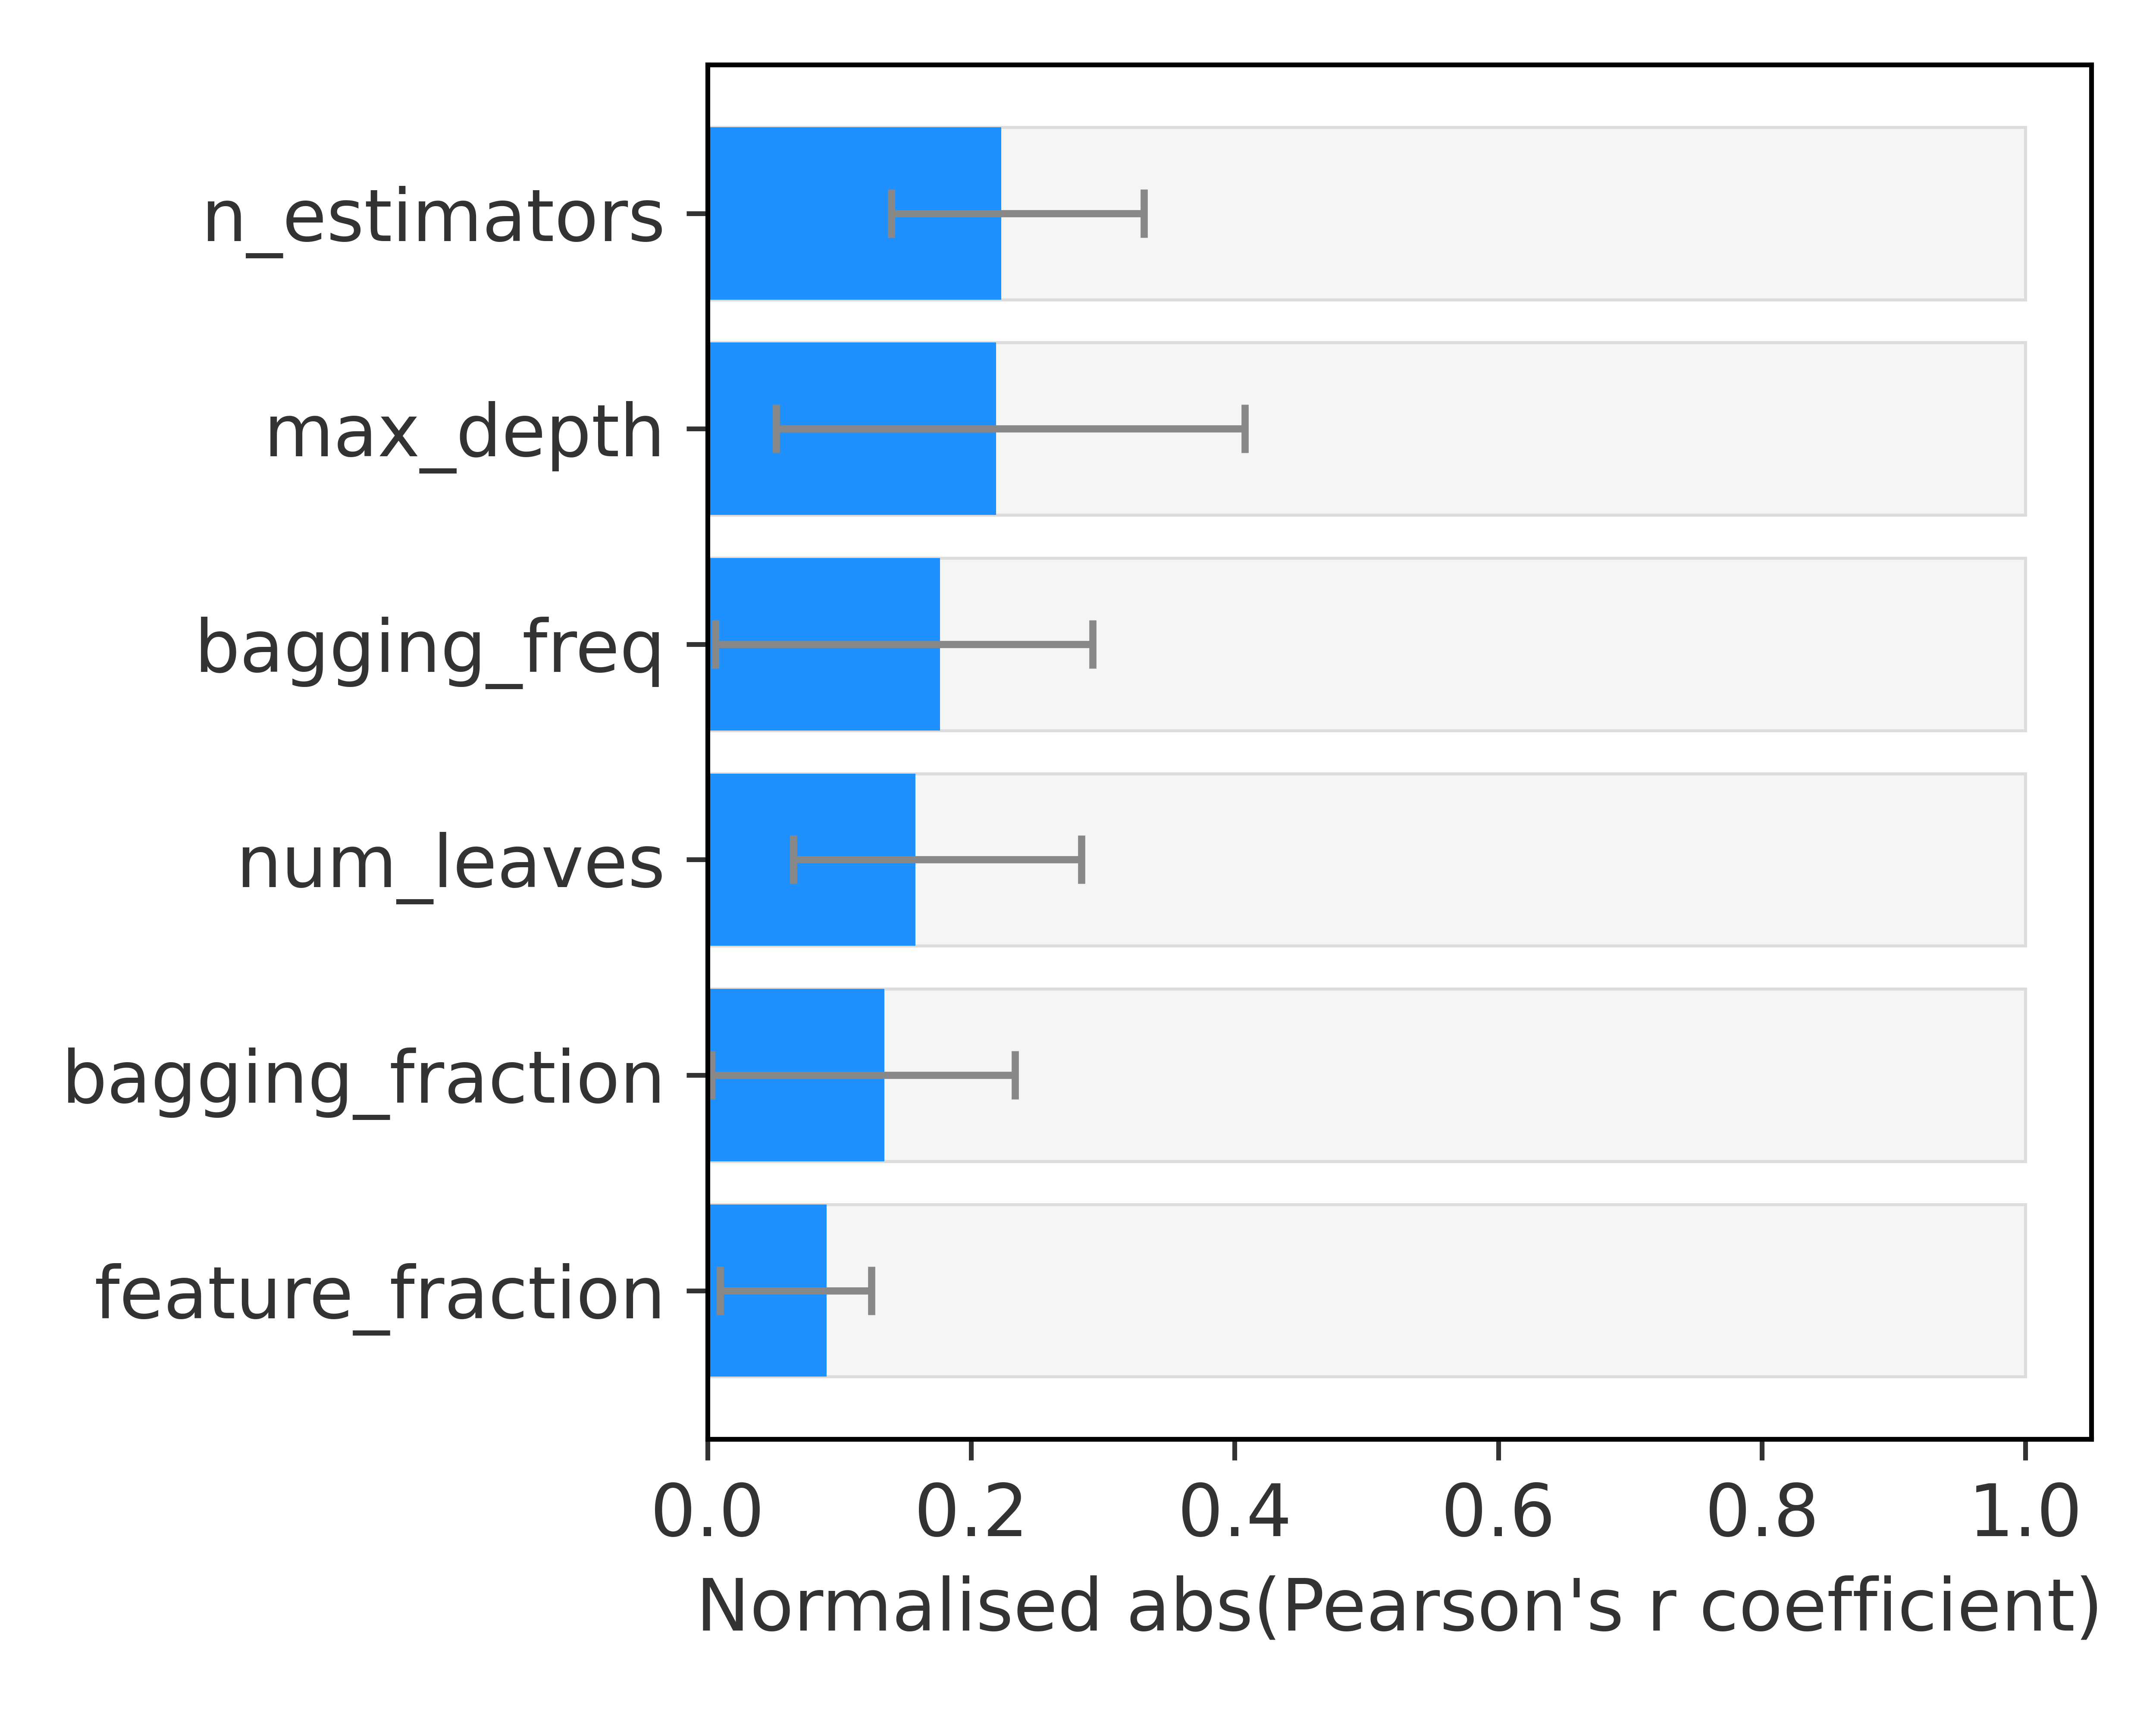 n_estimators
max_depth
bagging_freq
num_leaves
bagging_fraction
feature_fraction
0.0 0.2 0.4 0.6 0.8 1.0
Normalised abs(Pearson's r coefficient)